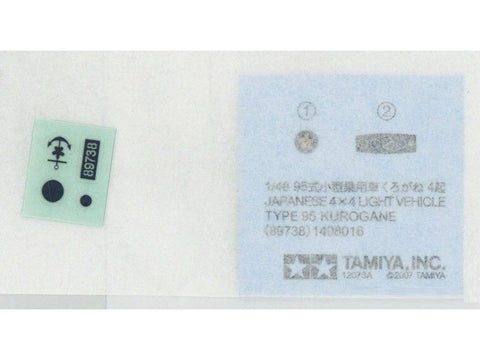 89738
① ②
1/48 95式小型乗用車 くろがね 4起
JAPANESE 4×4 LIGHT VEHICLE
TYPE 95 KUROGANE
(89738) 1408016
TAMIYA, INC.
12073A ©2007 TAMIYA